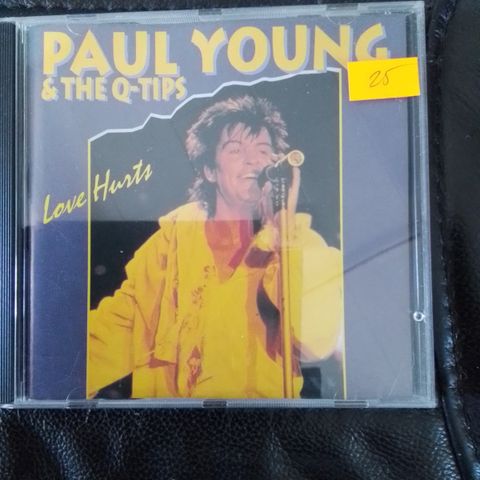 PAUL YOUNG
& THE Q-TIPS
25
Love Hurts